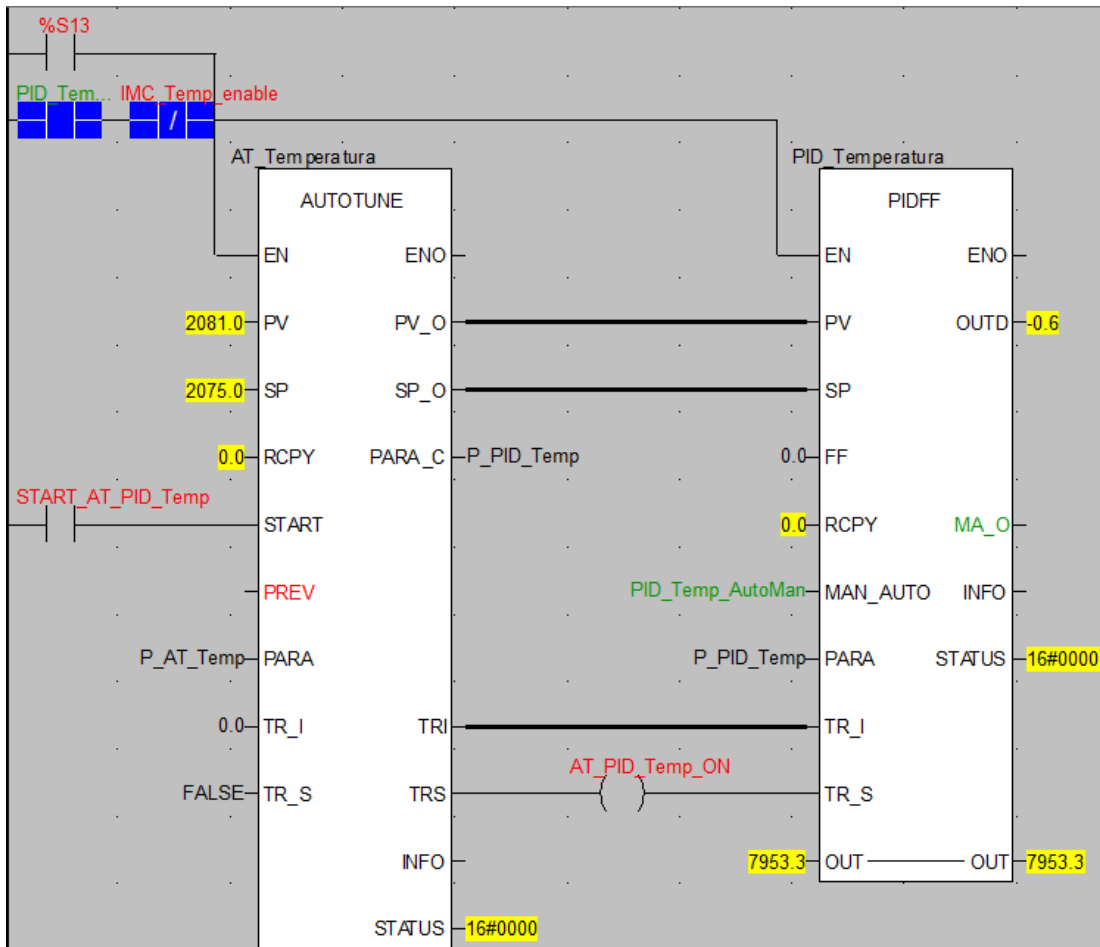 %S13
PID_Tem... IMC_Temp_enable
/
AT_Temperatura PID_Temperatura
AUTOTUNE PIDFF
EN ENO EN ENO
2081.0 PV PV_O PV OUTD -0.6
2075.0 SP SP_O SP
0.0 RCPY PARA_C P_PID_Temp 0.0 FF
START_AT_PID_Temp
START 0.0 RCPY MA_O
PREV PID_Temp_AutoMan MAN_AUTO INFO
P_AT_Temp PARA P_PID_Temp PARA STATUS 16#0000
0.0 TR_I TRI TR_I
AT_PID_Temp_ON
FALSE TR_S TRS ( ) TR_S
INFO 7953.3 OUT OUT 7953.3
STATUS 16#0000